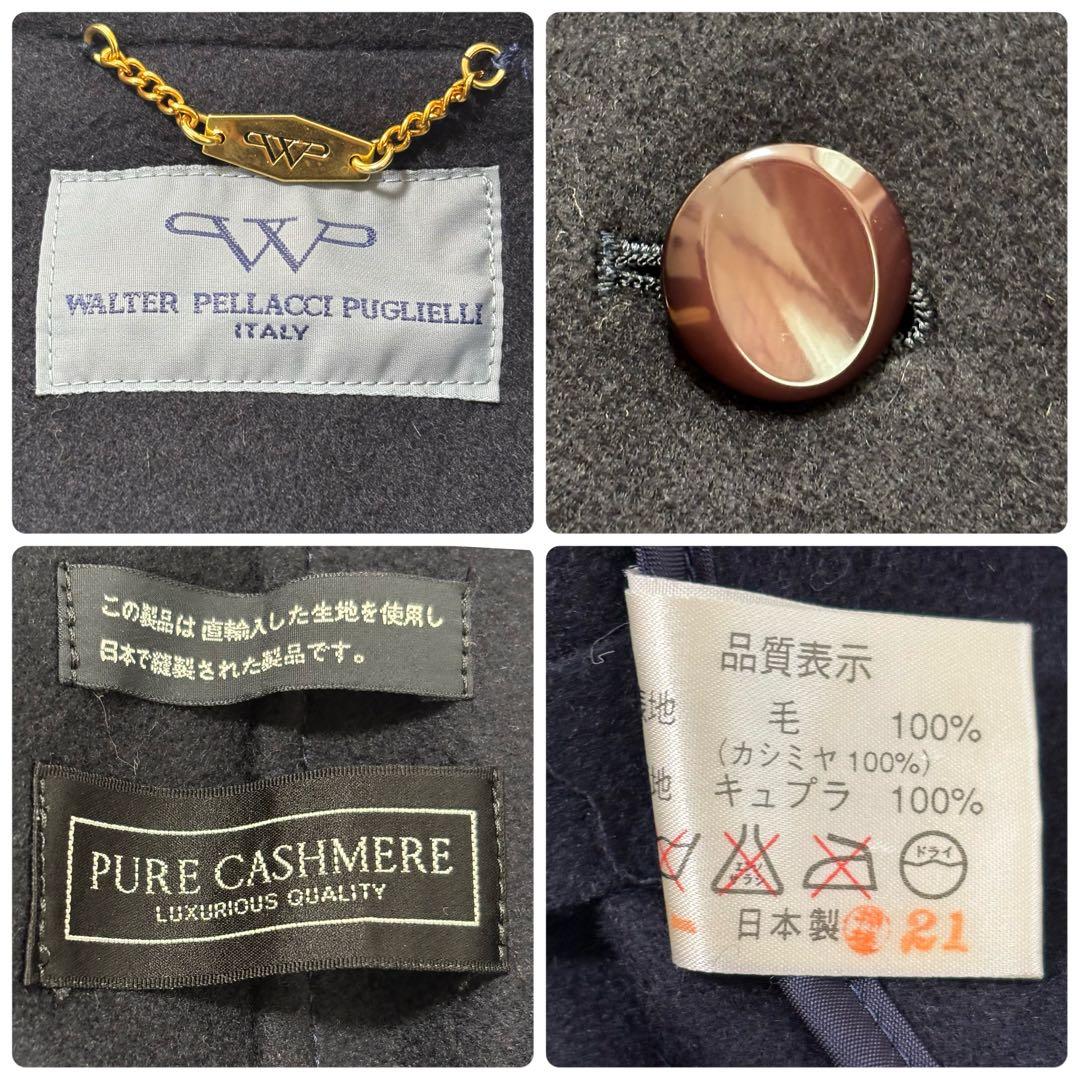 WP
WP
WALTER PELLACCI PUGLIELLI
ITALY
この製品は直輸入した生地を使用し
日本で縫製された製品です。
PURE CASHMERE
LUXURIOUS QUALITY
品質表示
地 毛 100%
(カシミヤ 100%)
地 キュプラ 100%
ドライ
日本製 21